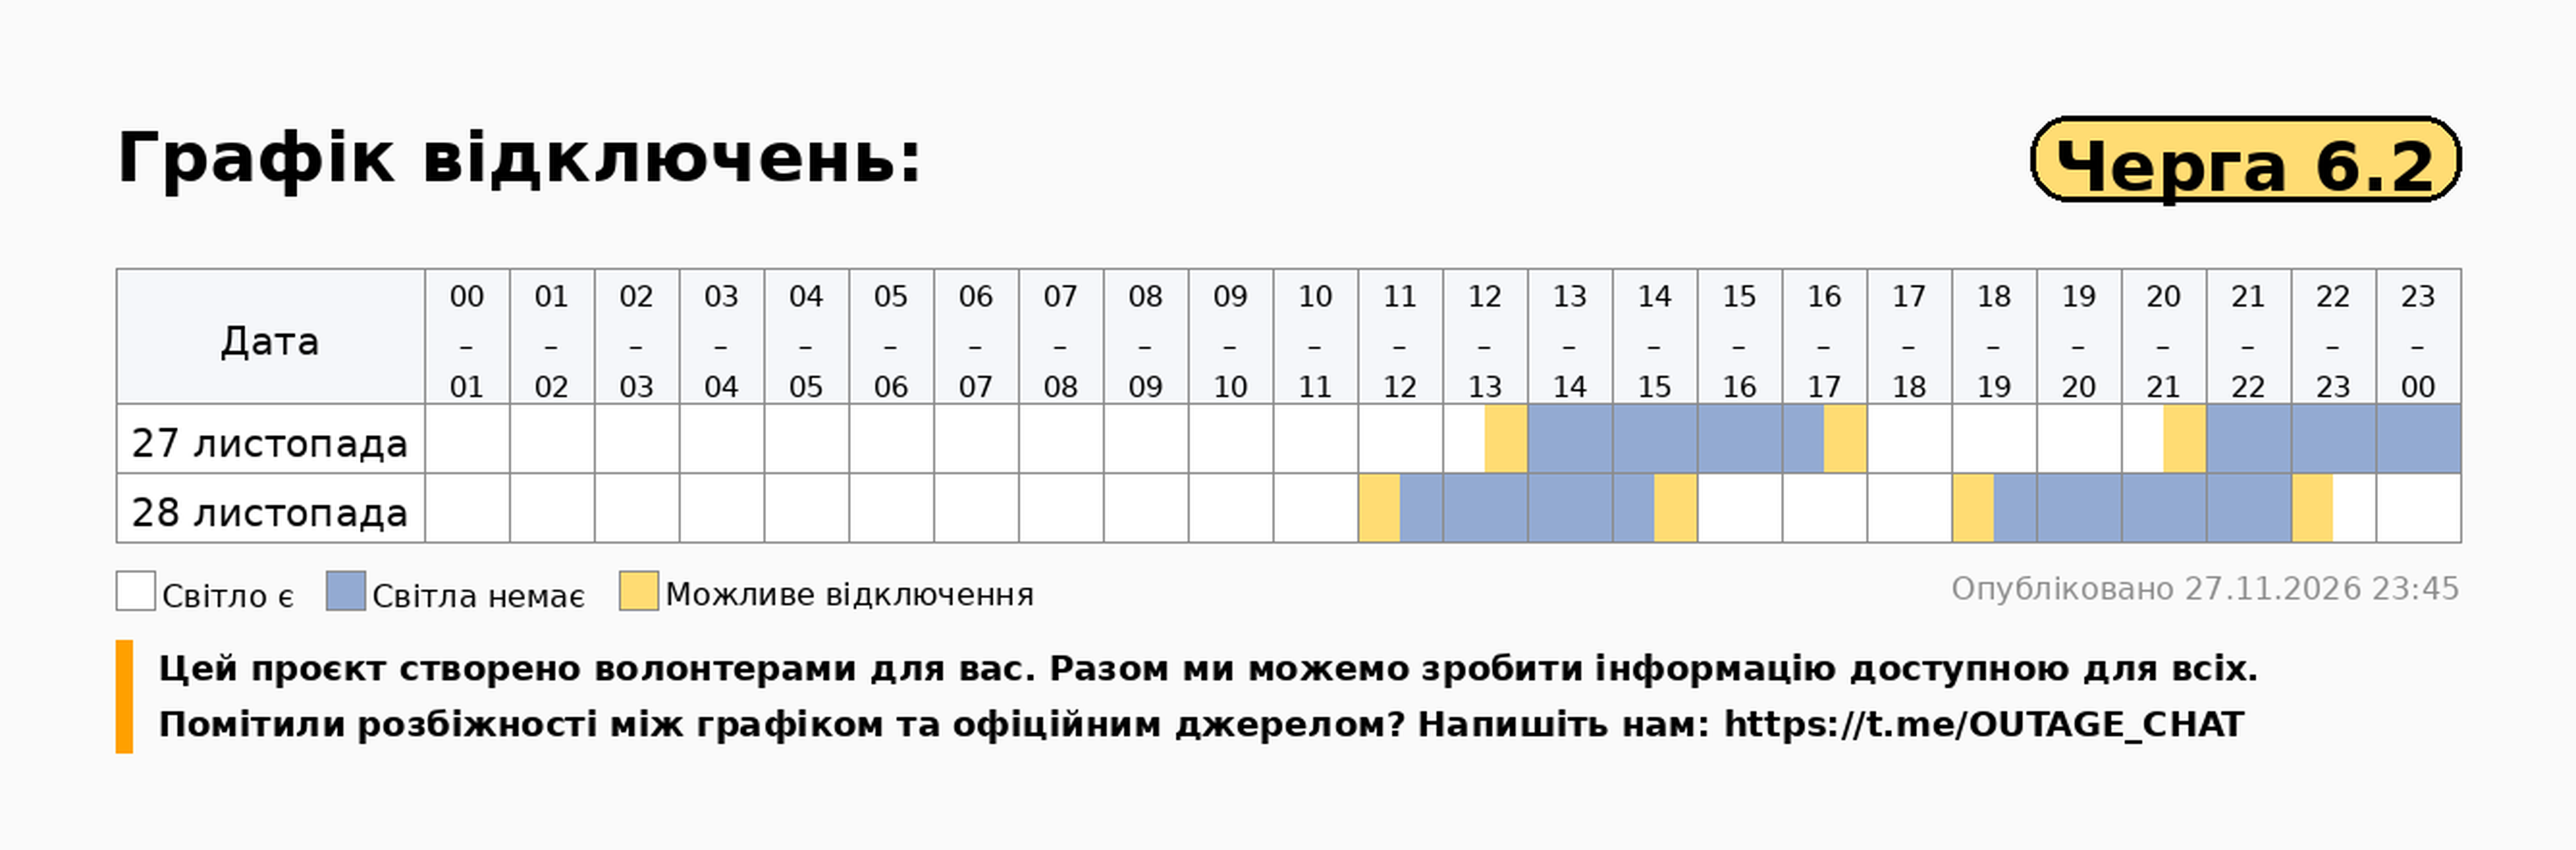 Графік відключень:
Черга 6.2
Дата 00 – 01 01 – 02 02 – 03 03 – 04 04 – 05 05 – 06 06 – 07 07 – 08 08 – 09 09 – 10 10 – 11 11 – 12 12 – 13 13 – 14 14 – 15 15 – 16 16 – 17 17 – 18 18 – 19 19 – 20 20 – 21 21 – 22 22 – 23 23 – 00
27 листопада
28 листопада
Світло є Світла немає Можливе відключення
Опубліковано 27.11.2026 23:45
Цей проєкт створено волонтерами для вас. Разом ми можемо зробити інформацію доступною для всіх.
Помітили розбіжності між графіком та офіційним джерелом? Напишіть нам: https://t.me/OUTAGE_CHAT